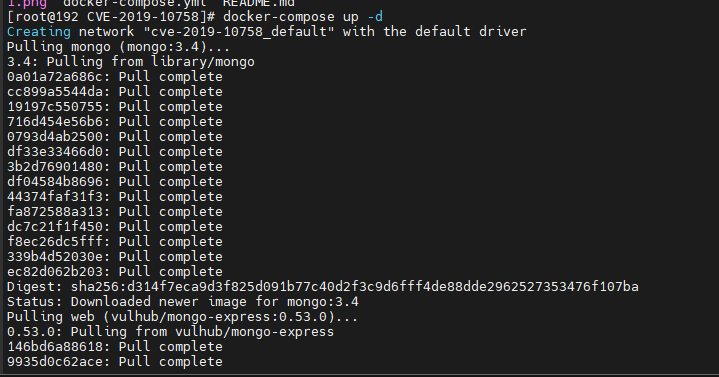 1.png  docker-compose.yml  README.md
[root@192 CVE-2019-10758]# docker-compose up -d
Creating network "cve-2019-10758_default" with the default driver
Pulling mongo (mongo:3.4)...
3.4: Pulling from library/mongo
0a01a72a686c: Pull complete
cc899a5544da: Pull complete
19197c550755: Pull complete
716d454e56b6: Pull complete
0793d4ab2500: Pull complete
df33e33466d0: Pull complete
3b2d76901480: Pull complete
df04584b8696: Pull complete
44374faf31f3: Pull complete
fa872588a313: Pull complete
dc7c21f1f450: Pull complete
f8ec26dc5fff: Pull complete
339b4d52030e: Pull complete
ec82d062b203: Pull complete
Digest: sha256:d314f7eca9d3f825d091b77c40d2f3c9d6fff4de88dde2962527353476f107ba
Status: Downloaded newer image for mongo:3.4
Pulling web (vulhub/mongo-express:0.53.0)...
0.53.0: Pulling from vulhub/mongo-express
146bd6a88618: Pull complete
9935d0c62ace: Pull complete